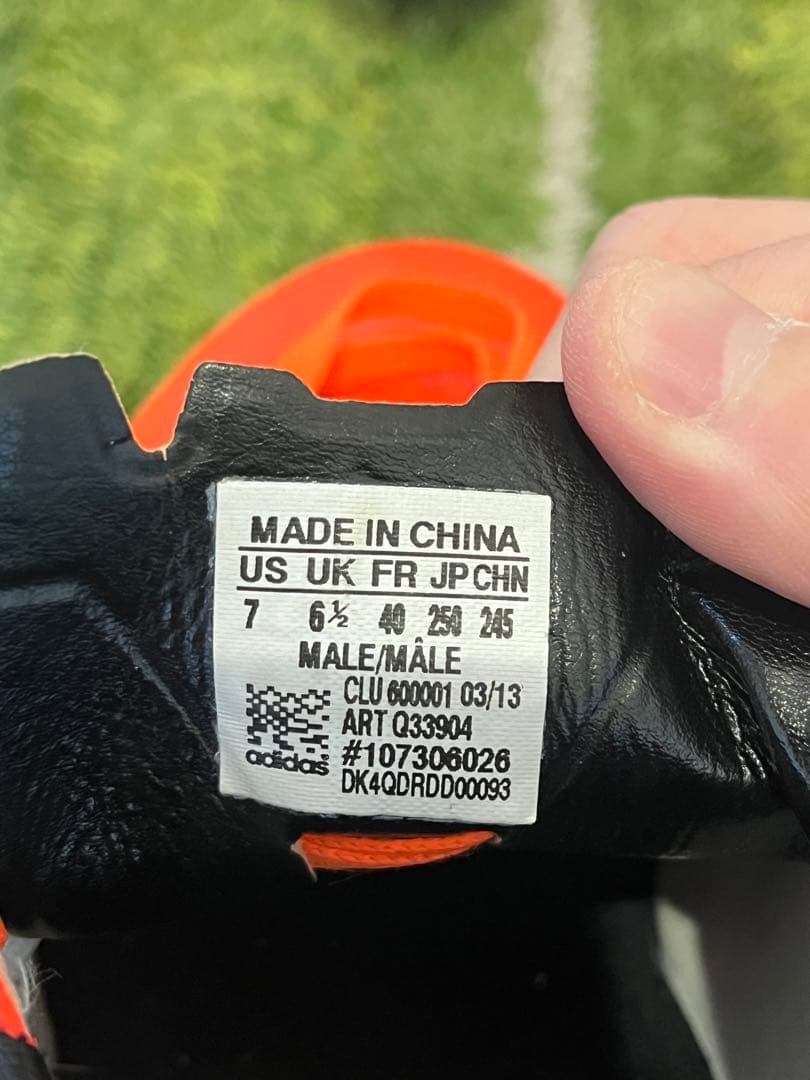 MADE IN CHINA
US UK FR JP CHN
7 6½ 40 250 245
MALE/MÂLE
CLU 600001 03/13
ART Q33904
#107306026
adidas
DK4QDRDD00093